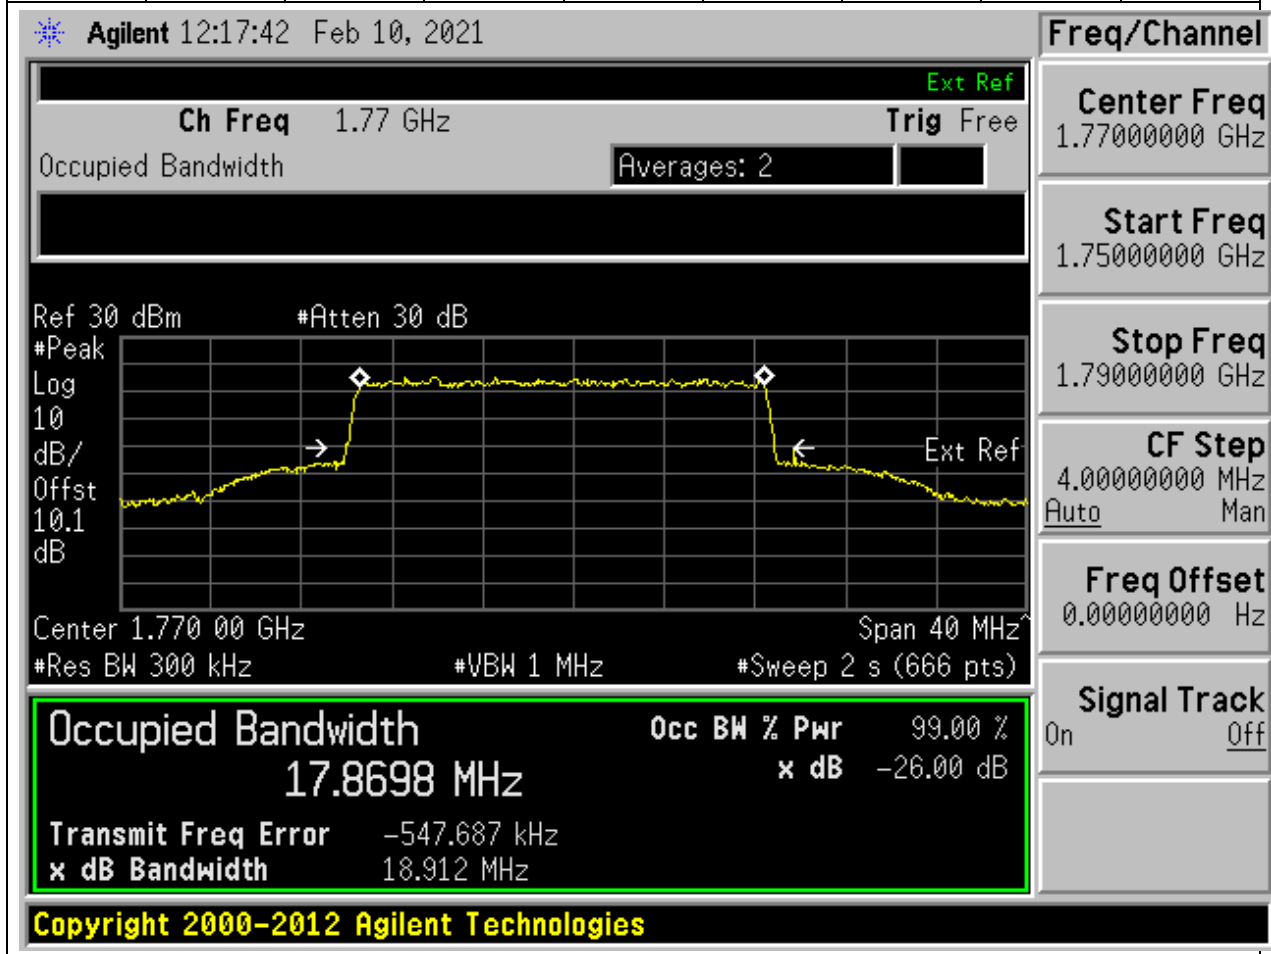 Agilent 12:17:42 Feb 10, 2021
Freq/Channel
Ext Ref
Ch Freq 1.77 GHz Trig Free
Occupied Bandwidth Averages: 2
Center Freq
1.77000000 GHz
Start Freq
1.75000000 GHz
Stop Freq
1.79000000 GHz
CF Step
4.00000000 MHz
Auto Man
Freq Offset
0.00000000 Hz
Signal Track
On Off
Ref 30 dBm #Atten 30 dB
#Peak
Log
10
dB/
Offst
10.1
dB
Ext Ref
Center 1.770 00 GHz Span 40 MHz^
#Res BW 300 kHz #VBW 1 MHz #Sweep 2 s (666 pts)
Occupied Bandwidth Occ BW % Pwr 99.00 %
17.8698 MHz x dB -26.00 dB
Transmit Freq Error -547.687 kHz
x dB Bandwidth 18.912 MHz
Copyright 2000-2012 Agilent Technologies